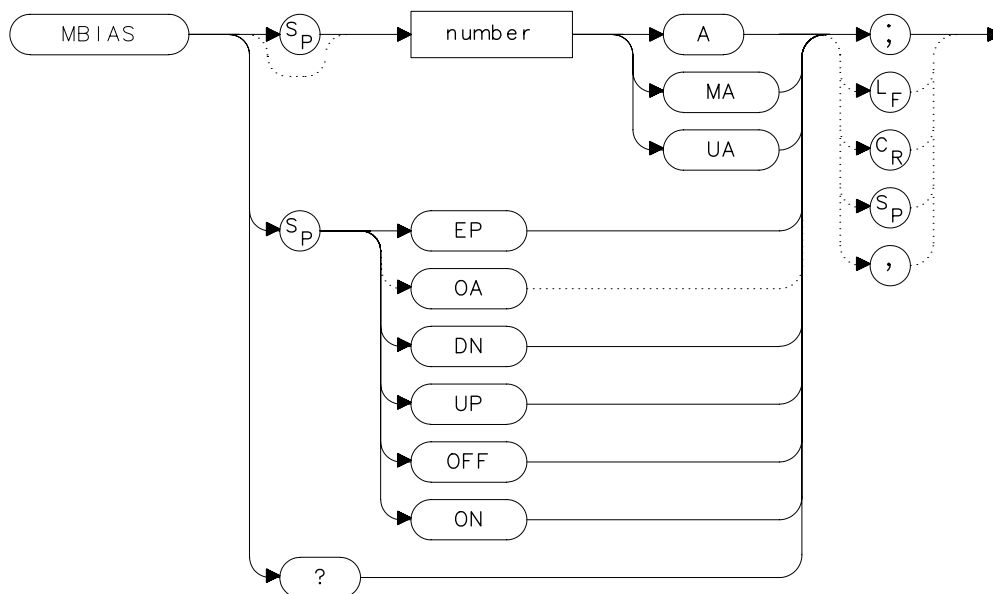 MBIAS SP number A ;
MA LF
UA CR
SP
SP EP ,
OA
DN
UP
OFF
ON
?